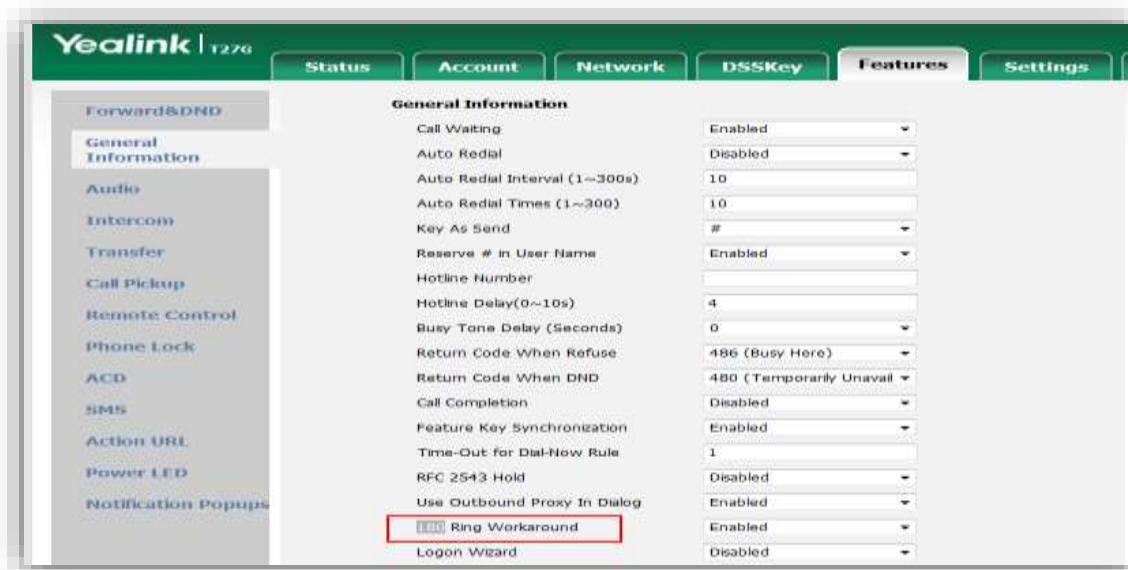 Yealink T27G
Status Account Network DSSKey Features Settings
Forward&DND
General
Information
Audio
Intercom
Transfer
Call Pickup
Remote Control
Phone Lock
ACD
SMS
Action URL
Power LED
Notification Popups
General Information
Call Waiting Enabled
Auto Redial Disabled
Auto Redial Interval (1~300s) 10
Auto Redial Times (1~300) 10
Key As Send #
Reserve # in User Name Enabled
Hotline Number
Hotline Delay(0~10s) 4
Busy Tone Delay (Seconds) 0
Return Code When Refuse 486 (Busy Here)
Return Code When DND 480 (Temporarily Unavail
Call Completion Disabled
Feature Key Synchronization Enabled
Time-Out for Dial-Now Rule 1
RFC 2543 Hold Disabled
Use Outbound Proxy In Dialog Enabled
180 Ring Workaround Enabled
Logon Wizard Disabled